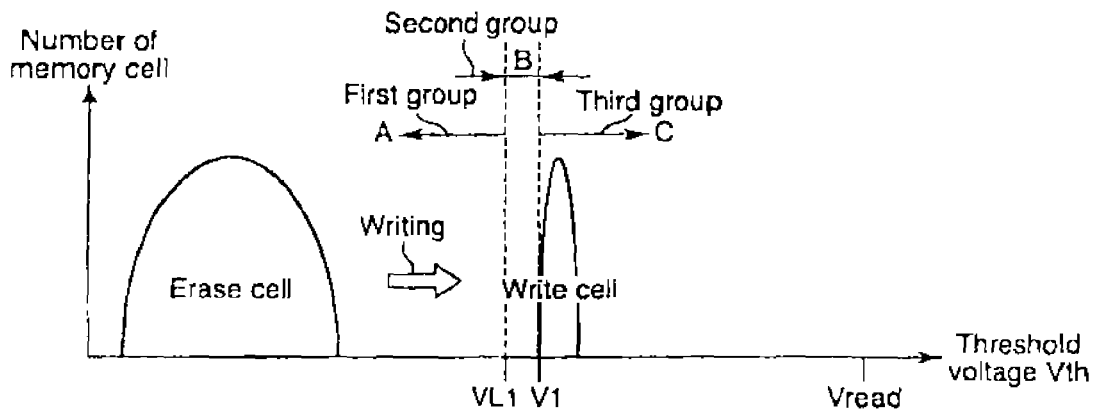 Second group
Number of
memory cell
B
First group
Third group
A
C
Writing
Erase cell
Write cell
Threshold
voltage Vth
VL1
V1
Vread